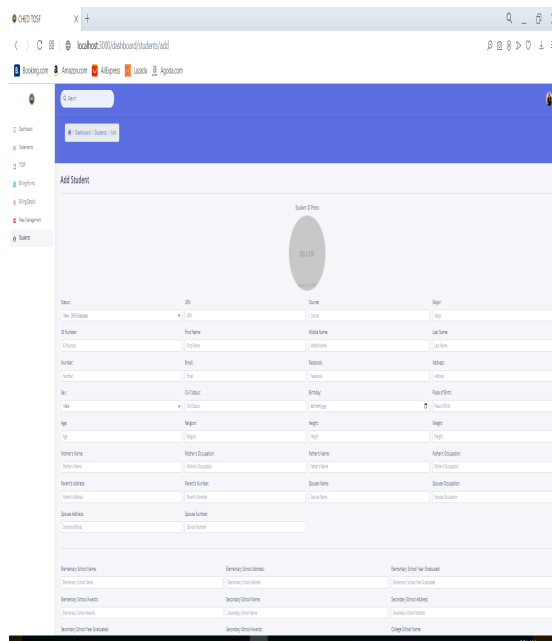 CHED TOSF
localhost:3000/dashboard/students/add
Booking.com Amazon.com AliExpress Lazada Agoda.com
Search
/ Dashboard / Students / Add
Dashboard
Statements
TOSF
Billing Forms
Billing Details
Fees Management
Students
Add Student
Student ID Photo:
200 x 200
Status: LRN: Course: Major:
LRN Course Major
ID Number: First Name: Middle Name: Last Name:
ID Number First Name Middle Name Last Name
Number: Email: Facebook: Address:
Number Email Facebook Address
Sex: Civil Status: Birthday: Place of Birth:
Male Civil Status dd/mm/yyyy Place of Birth
Age: Religion: Height: Weight:
Age Religion Height Weight
Mother's Name: Mother's Occupation: Father's Name: Father's Occupation:
Mother's Name Mother's Occupation Father's Name Father's Occupation
Parent's Address: Parent's Number: Spouse Name: Spouse Occupation:
Parent's Address Parent's Number Spouse Name Spouse Occupation
Spouse Address: Spouse Number:
Spouse Address Spouse Number
Elementary School Name: Elementary School Address: Elementary School Year Graduated:
Elementary School Name Elementary School Address Elementary School Year Graduated
Elementary School Awards: Secondary School Name: Secondary School Address:
Elementary School Awards Secondary School Name Secondary School Address
Secondary School Year Graduated: Secondary School Awards: College School Name: